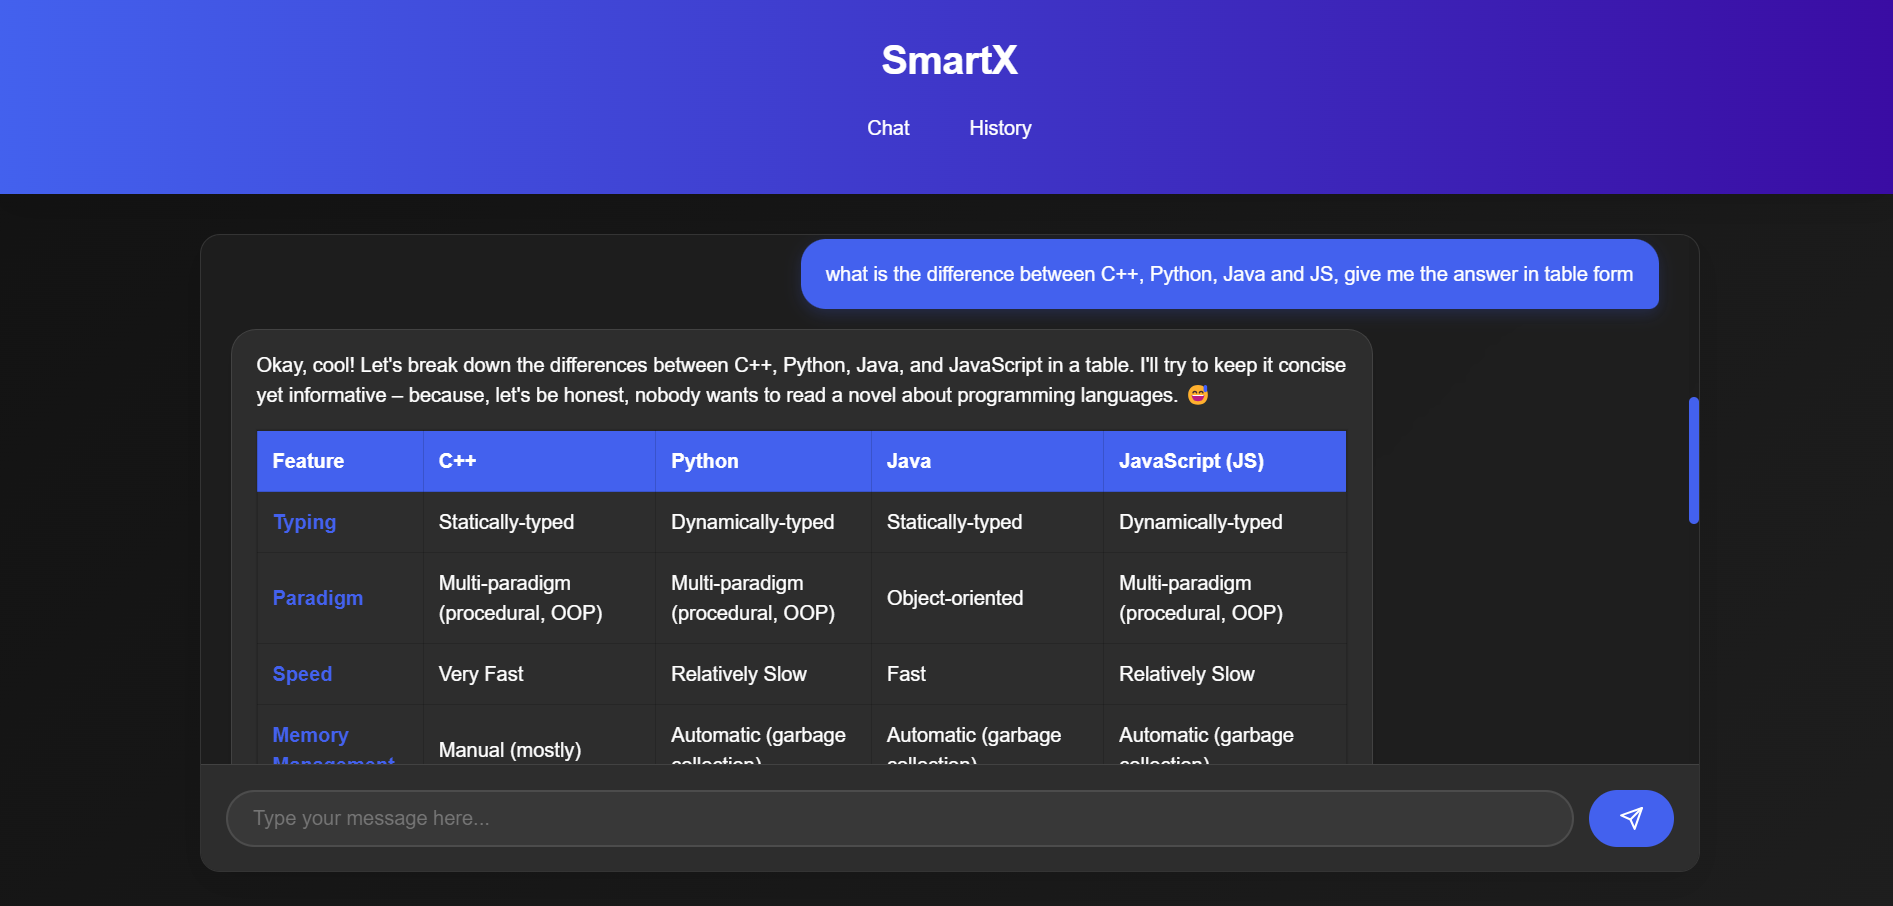 SmartX
Chat History
what is the difference between C++, Python, Java and JS, give me the answer in table form
Okay, cool! Let's break down the differences between C++, Python, Java, and JavaScript in a table. I'll try to keep it concise
yet informative – because, let's be honest, nobody wants to read a novel about programming languages. 😅
Feature C++ Python Java JavaScript (JS)
Typing Statically-typed Dynamically-typed Statically-typed Dynamically-typed
Paradigm Multi-paradigm (procedural, OOP) Multi-paradigm (procedural, OOP) Object-oriented Multi-paradigm (procedural, OOP)
Speed Very Fast Relatively Slow Fast Relatively Slow
Memory Management Manual (mostly) Automatic (garbage collection) Automatic (garbage collection) Automatic (garbage collection)
Type your message here...